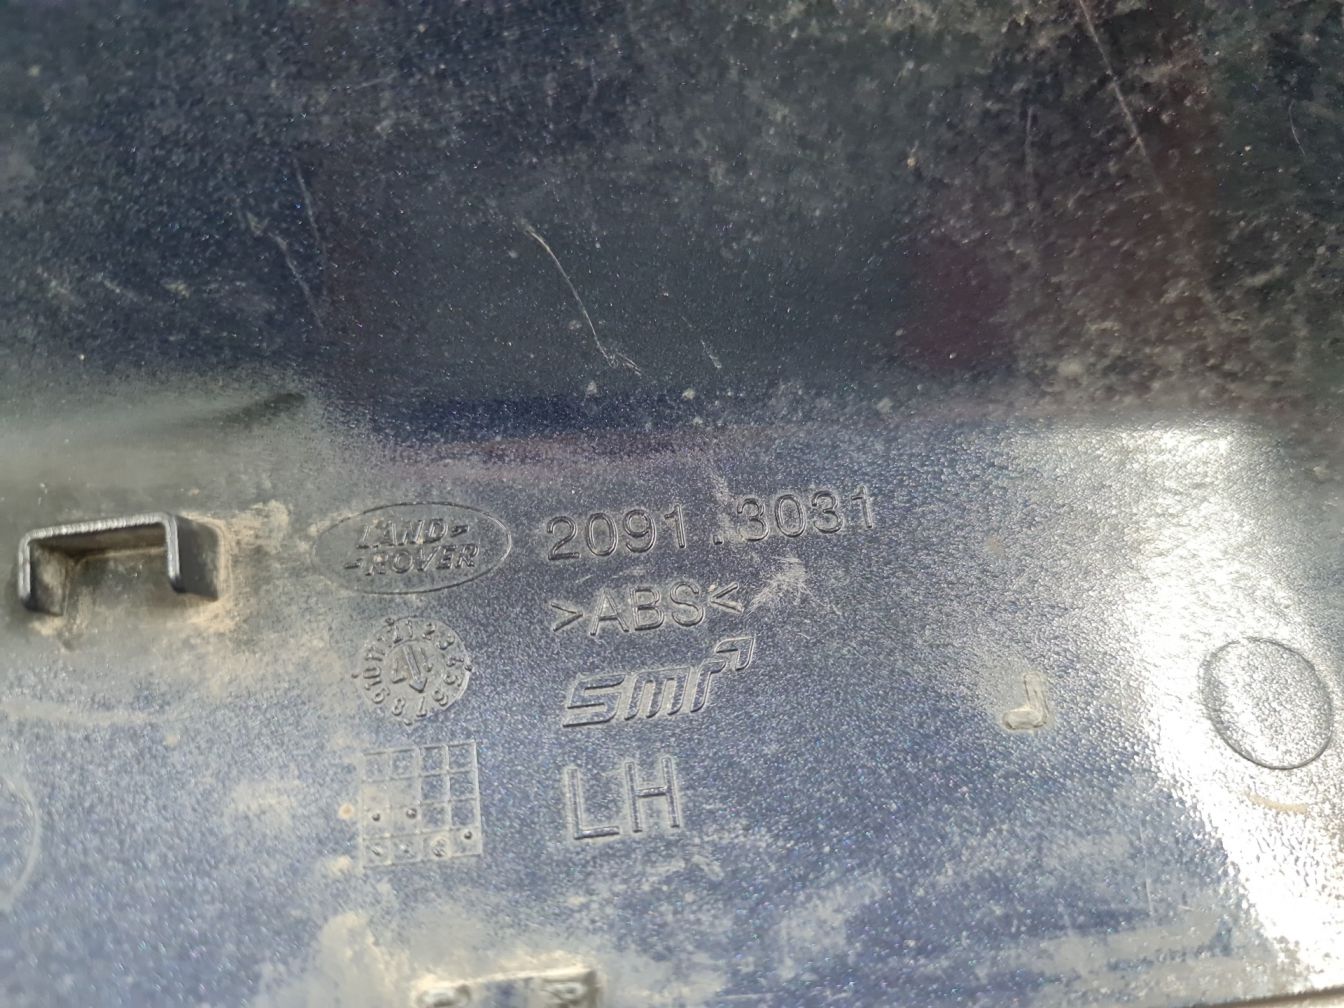 LAND-
-ROVER
2091.3031
>ABS<
smr
LH